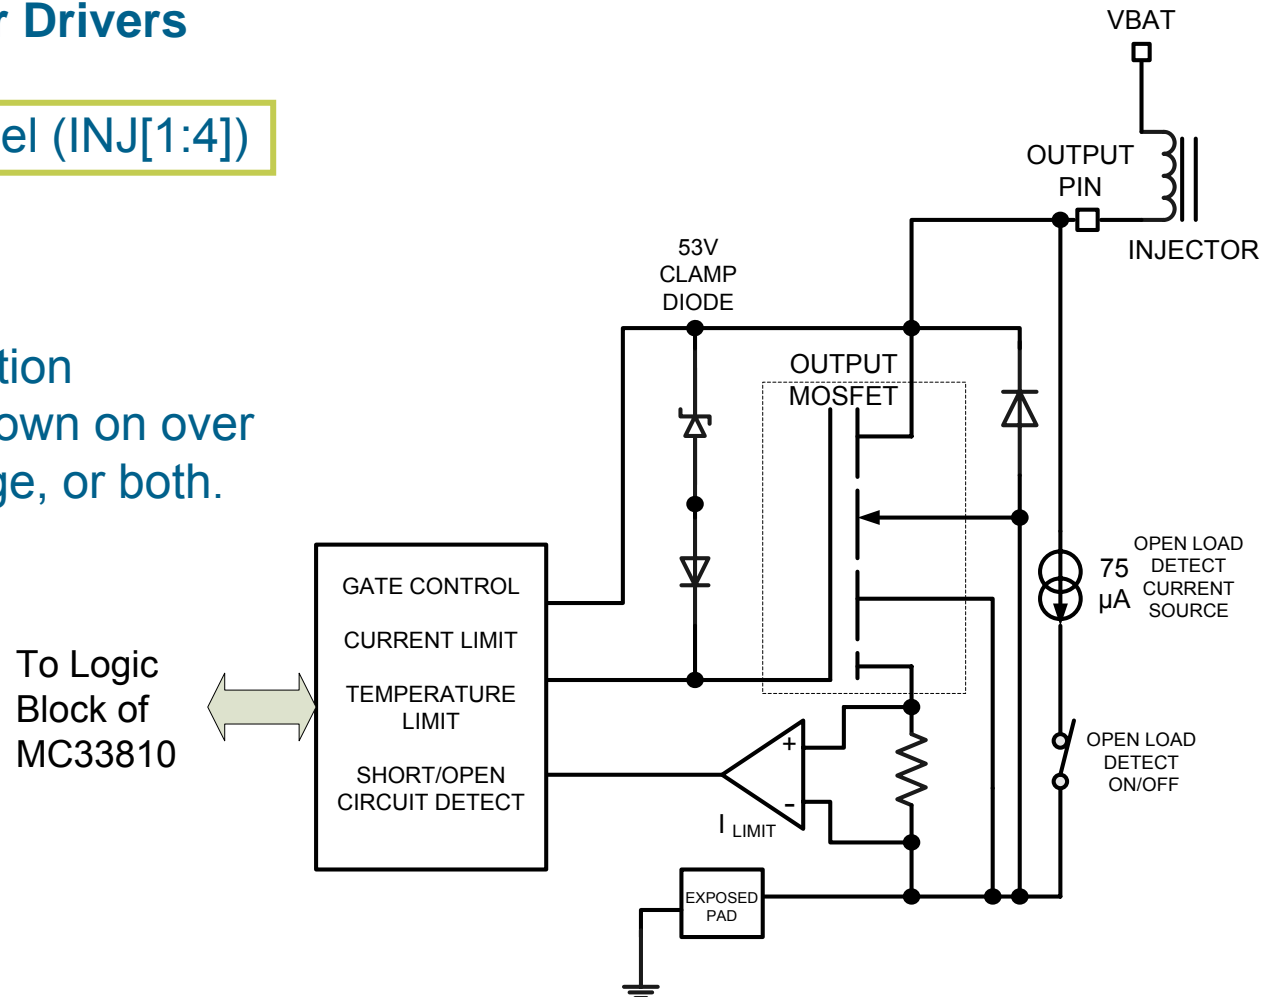 r Drivers
el (INJ[1:4])
tion
own on over
ge, or both.
To Logic
Block of
MC33810
GATE CONTROL
CURRENT LIMIT
TEMPERATURE
LIMIT
SHORT/OPEN
CIRCUIT DETECT
53V
CLAMP
DIODE
OUTPUT
MOSFET
VBAT
OUTPUT
PIN
INJECTOR
75
µA
OPEN LOAD
DETECT
CURRENT
SOURCE
OPEN LOAD
DETECT
ON/OFF
+
-
I LIMIT
EXPOSED
PAD